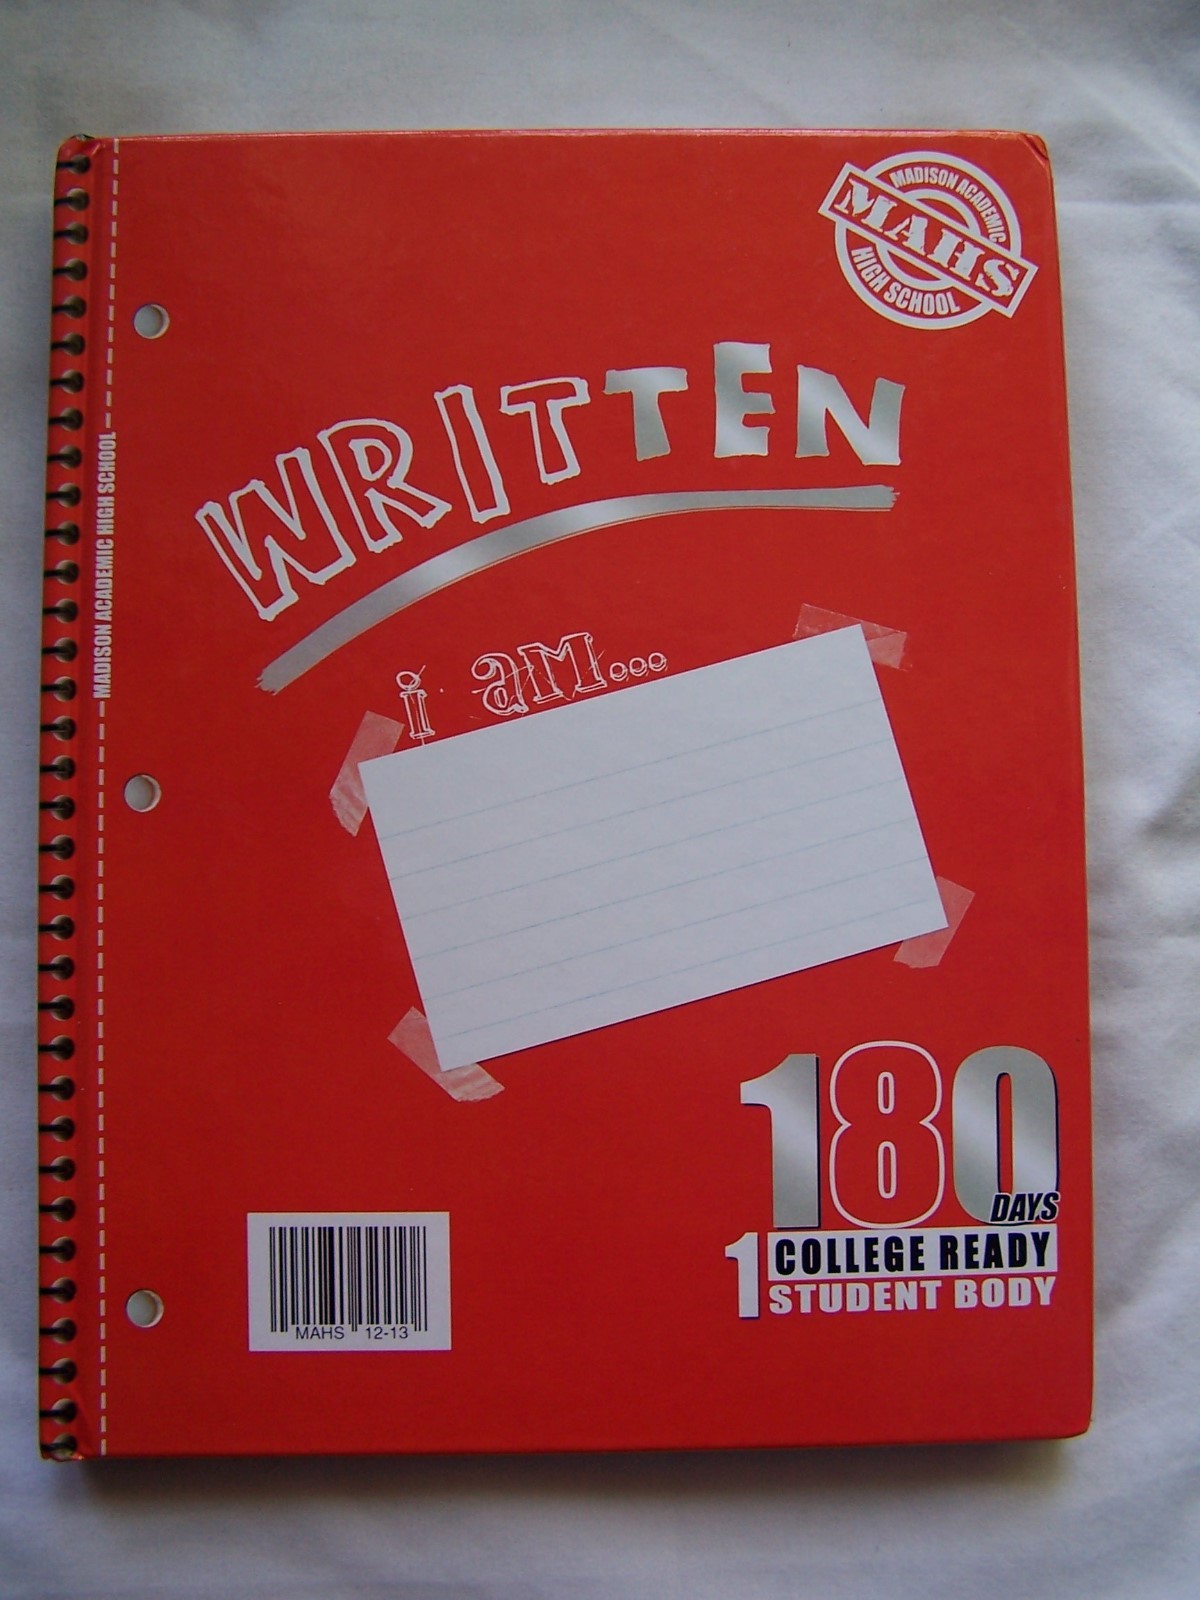 MADISON ACADEMIC
MAHS
HIGH SCHOOL
WRITTEN
i am...
MADISON ACADEMIC HIGH SCHOOL
180
DAYS
1 COLLEGE READY
STUDENT BODY
MAHS 12-13